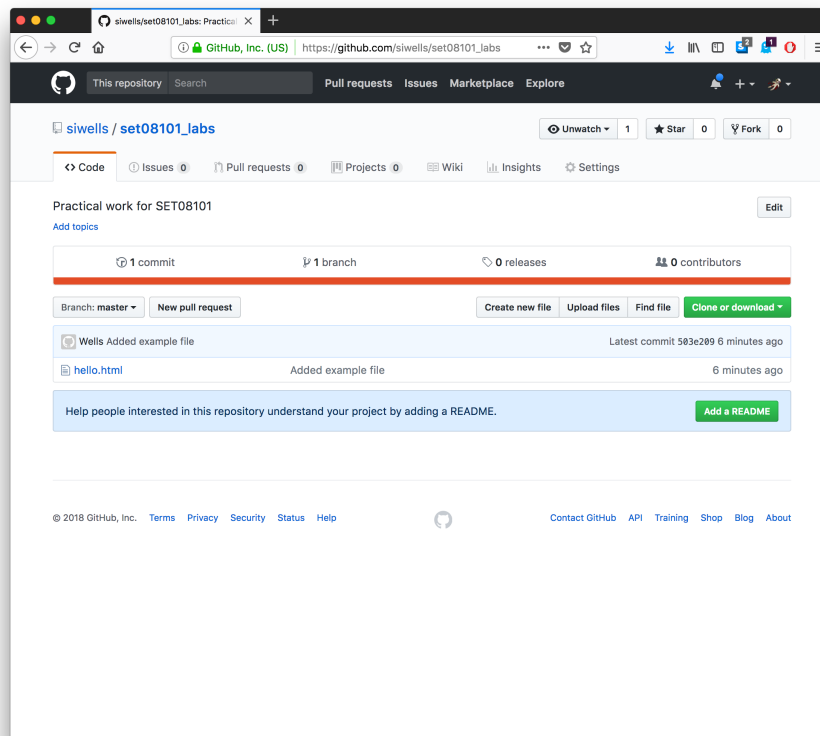 siwells/set08101_labs: Practical
GitHub, Inc. (US) https://github.com/siwells/set08101_labs
2 1
This repository Search Pull requests Issues Marketplace Explore
siwells / set08101_labs Unwatch 1 Star 0 Fork 0
Code Issues 0 Pull requests 0 Projects 0 Wiki Insights Settings
Practical work for SET08101 Edit
Add topics
1 commit 1 branch 0 releases 0 contributors
Branch: master New pull request Create new file Upload files Find file Clone or download
Wells Added example file Latest commit 503e209 6 minutes ago
hello.html Added example file 6 minutes ago
Help people interested in this repository understand your project by adding a README. Add a README
© 2018 GitHub, Inc. Terms Privacy Security Status Help Contact GitHub API Training Shop Blog About